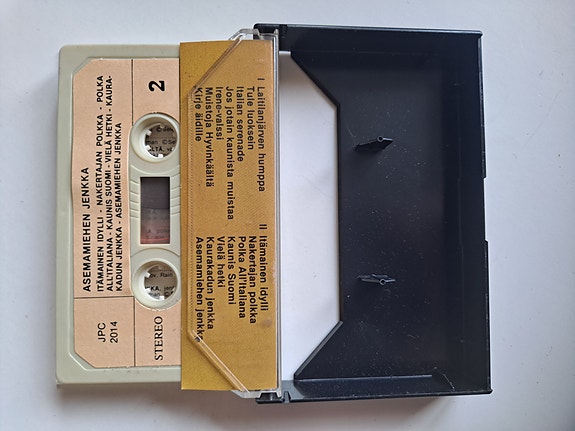 ASEMAMIEHEN JENKKA
ITÄMAINEN IDYLLI - NAKERTAJAN POLKKA - POLKA
ALL'ITALIANA - KAUNIS SUOMI - VIELÄ HETKI - KAURA-
KADUN JENKKA - ASEMAMIEHEN JENKKA
2
JPC
2014
STEREO
I Laitilanjärven humppa
Tule luoksein
Italian serenade
Jos jotain kaunista muistaa
Irene-valssi
Muistoja Hyvinkäältä
Kirje äidille
II Itämainen idylli
Nakertajan polkka
Polka All'Italiana
Kaunis Suomi
Vielä hetki
Kaurakadun jenkka
Asemamiehen jenkka